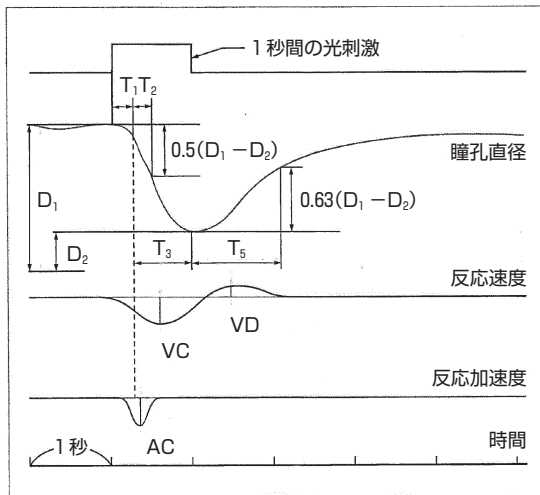 1秒間の光刺激
T₁T₂
0.5(D₁－D₂)
瞳孔直径
D₁
0.63(D₁－D₂)
D₂
T₃
T₅
反応速度
VD
VC
反応加速度
1秒
AC
時間